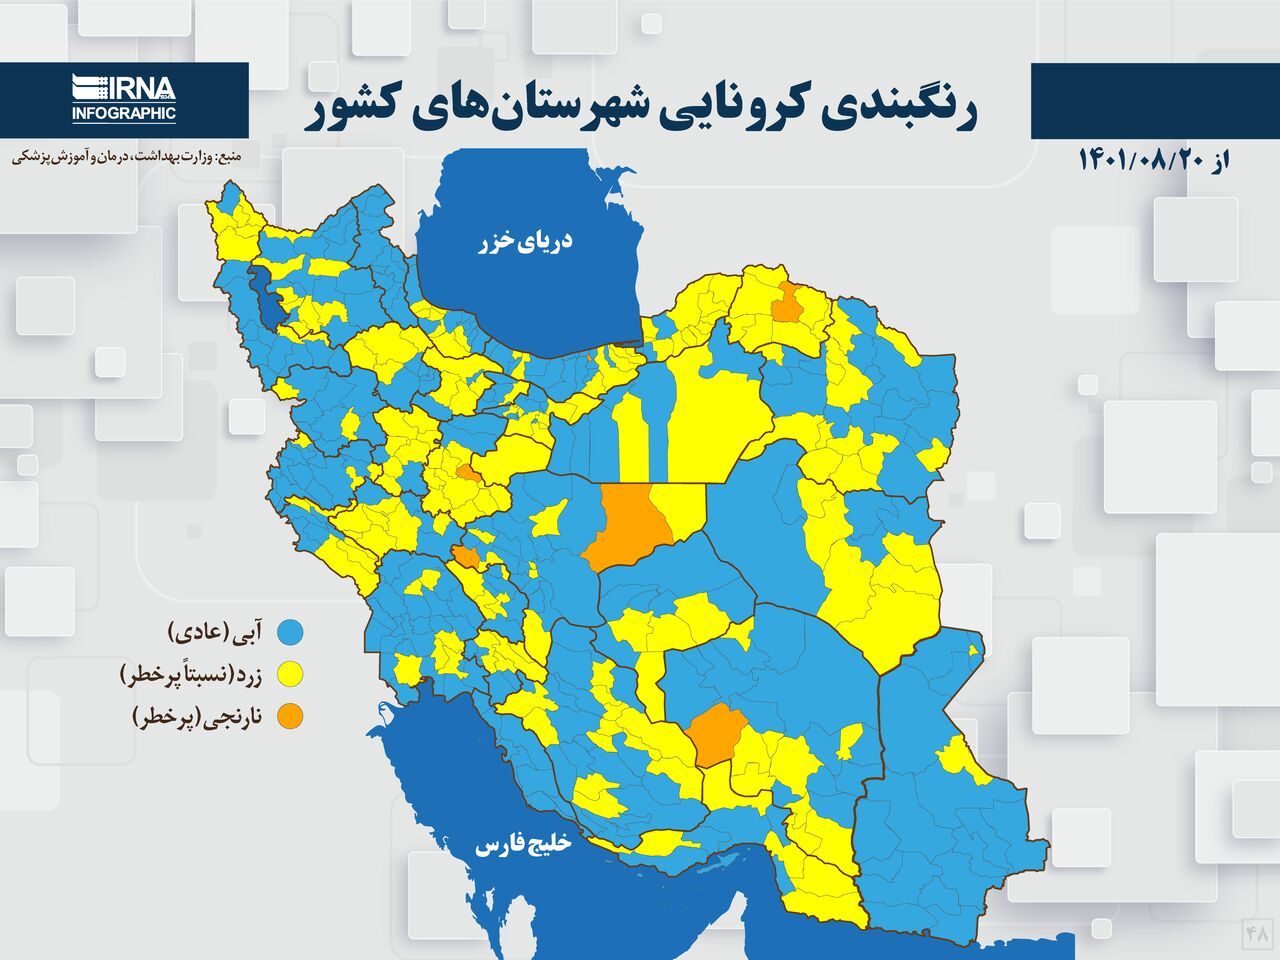 IRNA
INFOGRAPHIC
رنگبندی کرونایی شهرستان‌های کشور
منبع: وزارت بهداشت، درمان و آموزش پزشکی
از ۱۴۰۱/۰۸/۲۰
دریای خزر
آبی (عادی)
زرد (نسبتاً پرخطر)
نارنجی (پرخطر)
خلیج فارس
۴۸